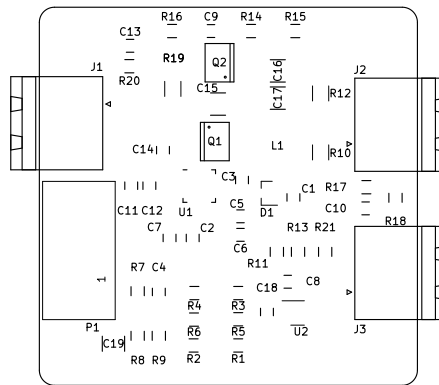 R16 C9 R14 R15
C13
R19
Q2
J1
C16
J2
R20
C15
C17
R12
Q1
C14
L1
R10
C3
R17
C11 C12
U1
C5
D1
C1
C10
R18
C7
C2
C6
R13 R21
R11
R7 C4
C8
C18
R4 R3
1
P1
R6 R5
U2
J3
C19
R8 R9
R2 R1